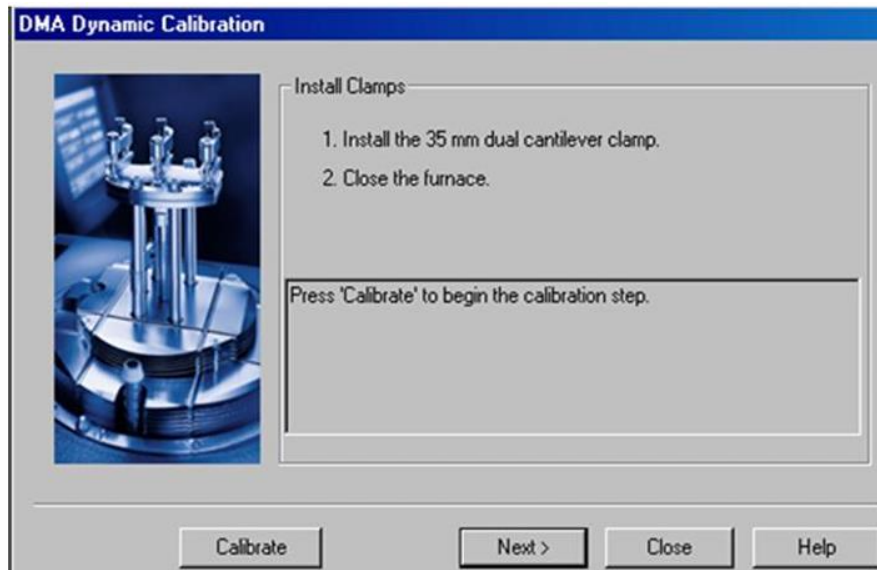 DMA Dynamic Calibration
Install Clamps
1. Install the 35 mm dual cantilever clamp.
2. Close the furnace.
Press 'Calibrate' to begin the calibration step.
Calibrate
Next >
Close
Help